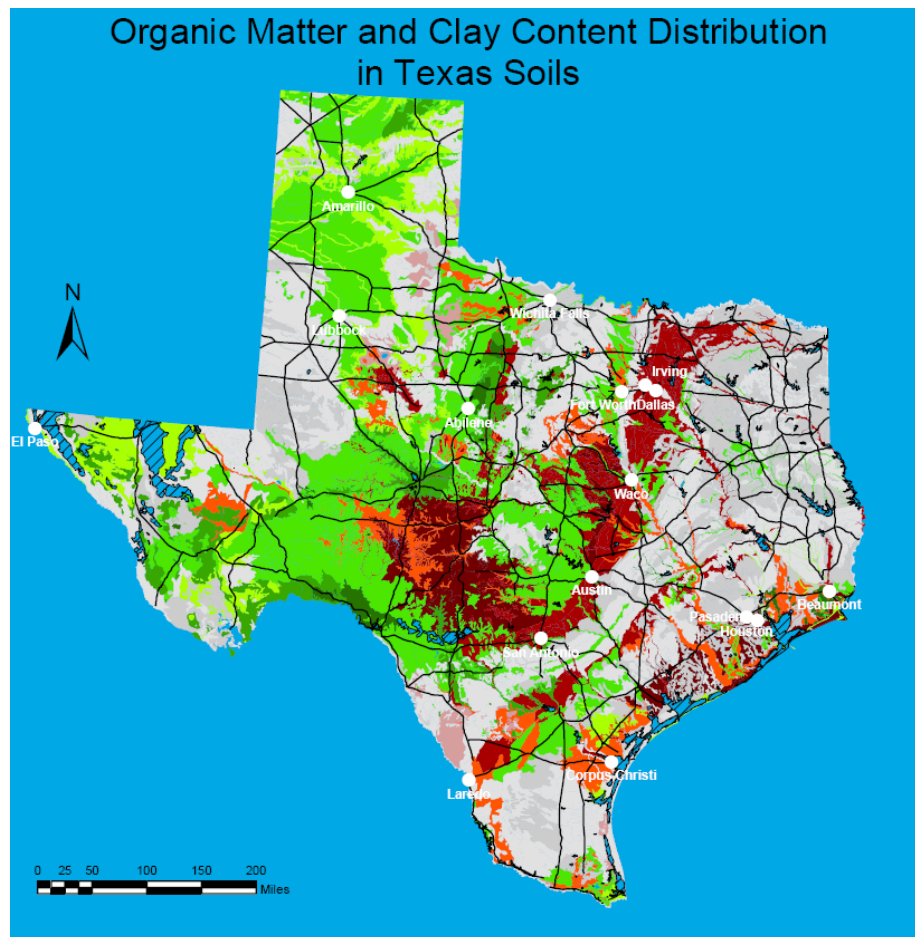 Organic Matter and Clay Content Distribution
in Texas Soils
Amarillo
N
Wichita Falls
Lubbock
Irving
Fort Worth
Dallas
Abilene
El Paso
Waco
Austin
Beaumont
Pasadena
Houston
San Antonio
Corpus Christi
Laredo
0 25 50 100 150 200
Miles